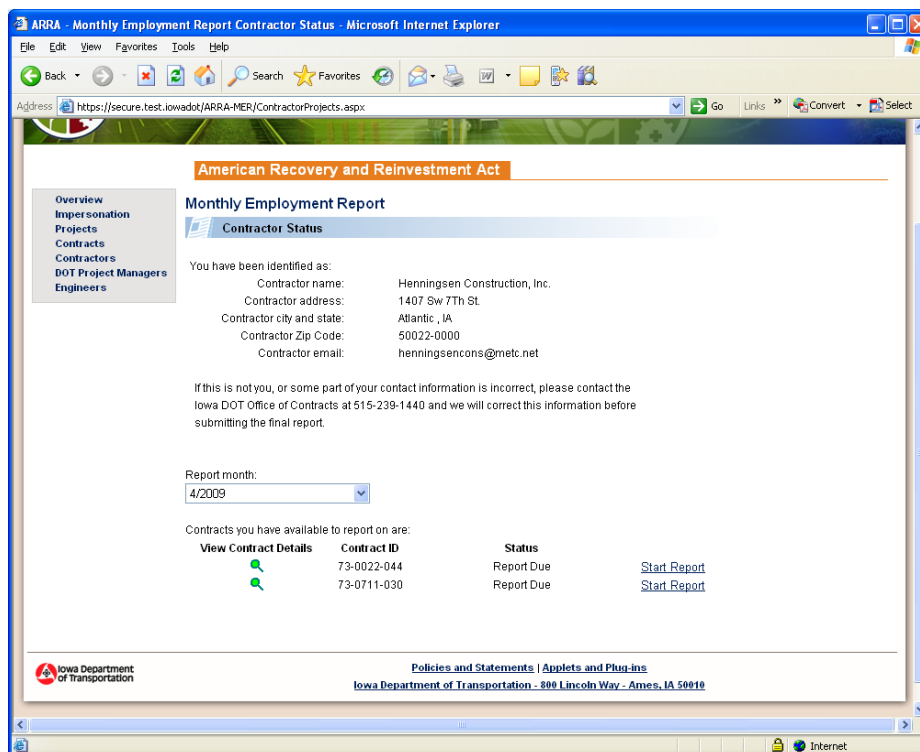 ARRA - Monthly Employment Report Contractor Status - Microsoft Internet Explorer
File Edit View Favorites Tools Help
Back Search Favorites
Address https://secure.test.iowadot/ARRA-MER/ContractorProjects.aspx Go Links » Convert Select
American Recovery and Reinvestment Act
Overview
Impersonation
Projects
Contracts
Contractors
DOT Project Managers
Engineers
Monthly Employment Report
Contractor Status
You have been identified as:
Contractor name: Henningsen Construction, Inc.
Contractor address: 1407 Sw 7Th St.
Contractor city and state: Atlantic , IA
Contractor Zip Code: 50022-0000
Contractor email: henningsencons@metc.net
If this is not you, or some part of your contact information is incorrect, please contact the
Iowa DOT Office of Contracts at 515-239-1440 and we will correct this information before
submitting the final report.
Report month:
4/2009
Contracts you have available to report on are:
View Contract Details Contract ID Status
73-0022-044 Report Due Start Report
73-0711-030 Report Due Start Report
Iowa Department
of Transportation
Policies and Statements | Applets and Plug-ins
Iowa Department of Transportation - 800 Lincoln Way - Ames, IA 50010
Internet